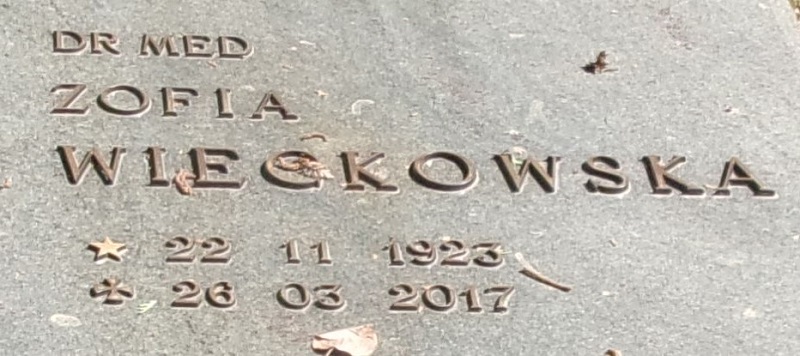 DR MED
ZOFIA
WIECKOWSKA
22 11 1923
26 03 2017